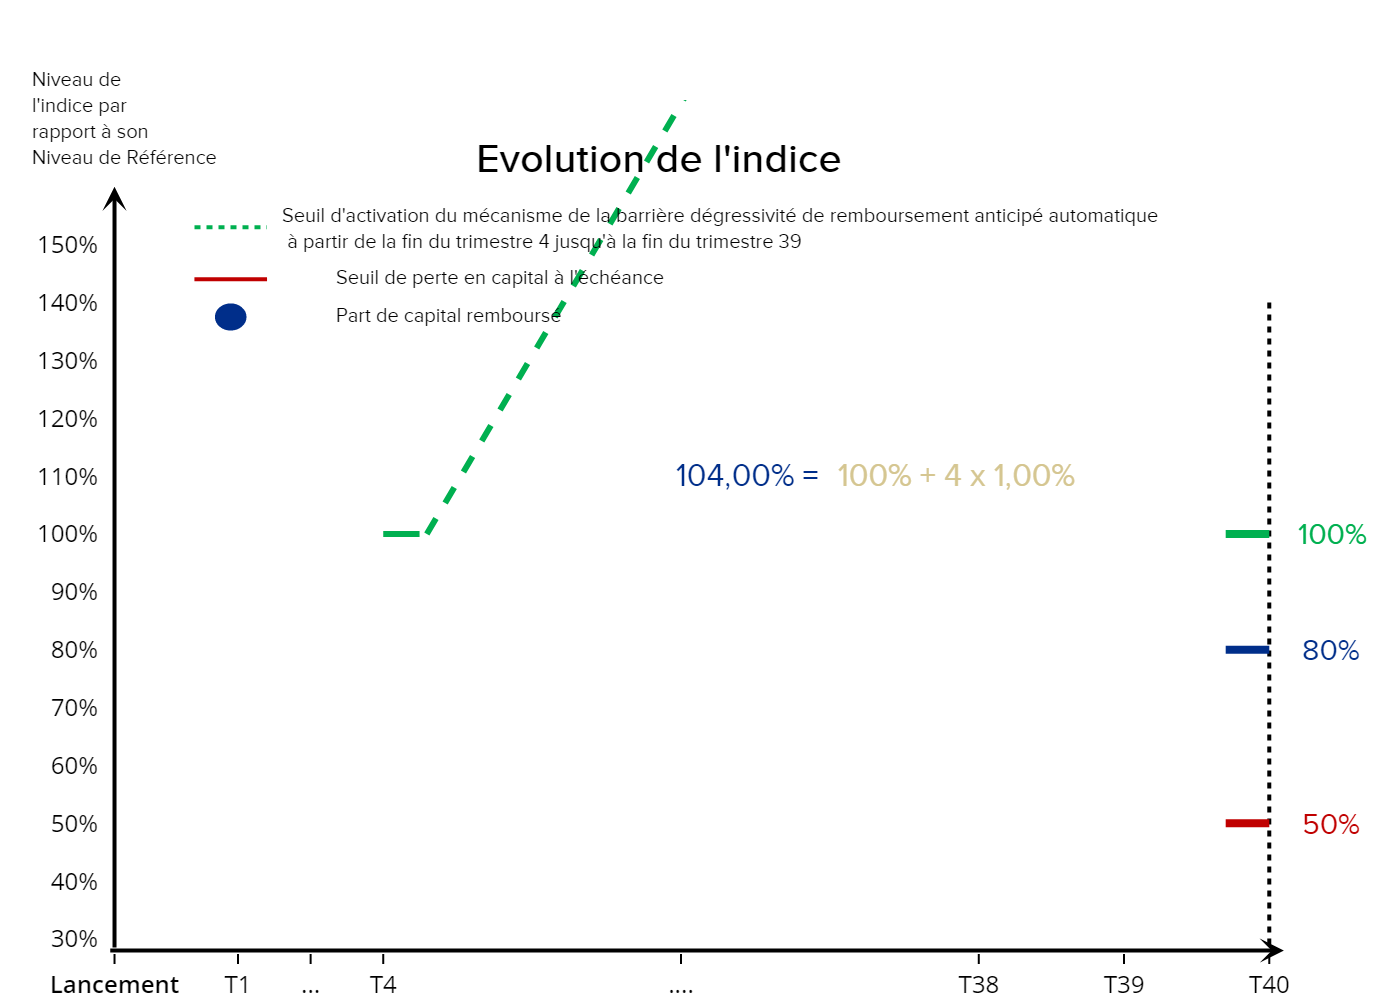 Niveau de
l'indice par
rapport à son
Niveau de Référence
Evolution de l'indice
Seuil d'activation du mécanisme de la barrière dégressivité de remboursement anticipé automatique
à partir de la fin du trimestre 4 jusqu'à la fin du trimestre 39
Seuil de perte en capital à l'échéance
Part de capital remboursé
150%
140%
130%
120%
110%
100%
90%
80%
70%
60%
50%
40%
30%
104,00% = 100% + 4 x 1,00%
100%
80%
50%
Lancement T1 ... T4 .... T38 T39 T40